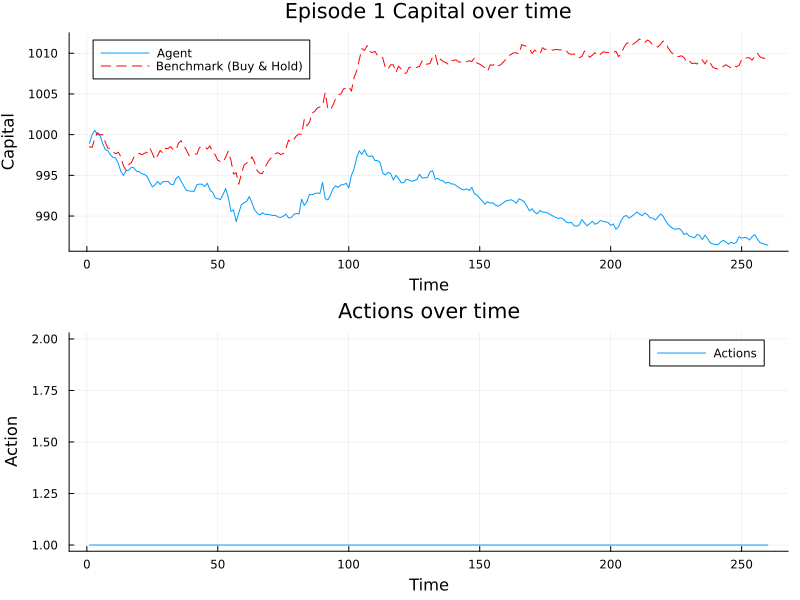 Episode 1 Capital over time
Agent
Benchmark (Buy & Hold)
Capital
1010
1005
1000
995
990
0 50 100 150 200 250
Time
Actions over time
Actions
Action
2.00
1.75
1.50
1.25
1.00
0 50 100 150 200 250
Time